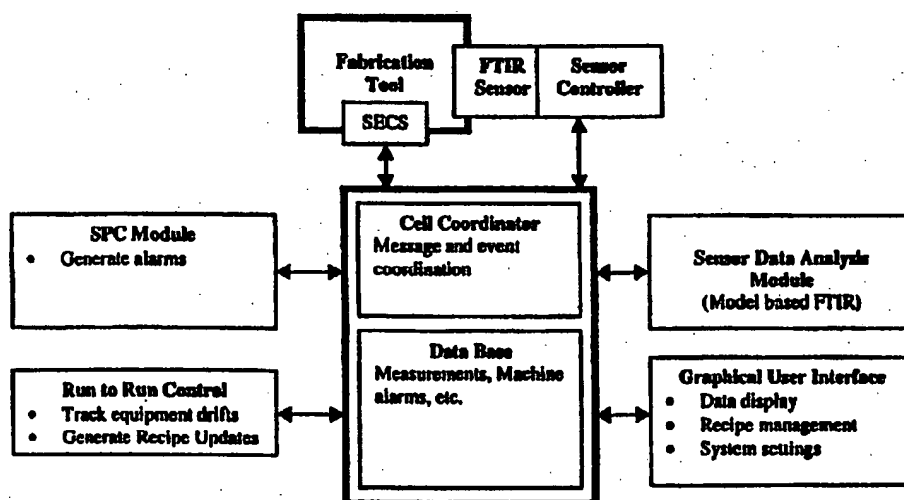 Fabrication
Tool
SECS
FTIR
Sensor
Sensor
Controller
SPC Module
• Generate alarms
Cell Coordinator
Message and event
coordination
Sensor Data Analysis
Module
(Model based FTIR)
Data Base
Measurements, Machine
alarms, etc.
Run to Run Control
• Track equipment drifts
• Generate Recipe Updates
Graphical User Interface
• Data display
• Recipe management
• System settings